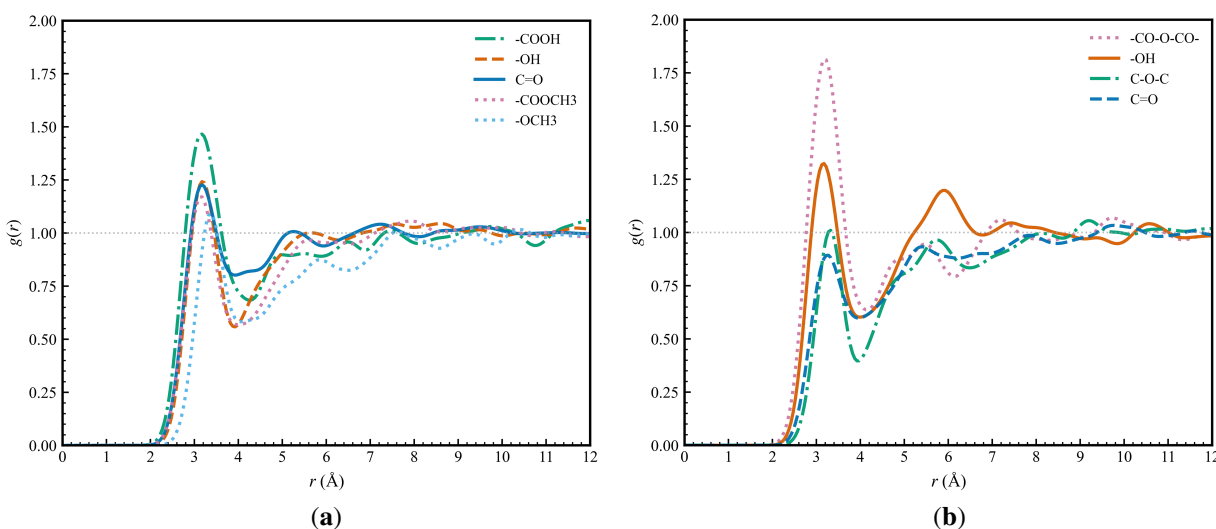 2.00
1.75
1.50
1.25
1.00
0.75
0.50
0.25
0.00
g(r)
-COOH
-OH
C=O
-COOCH3
-OCH3
0 1 2 3 4 5 6 7 8 9 10 11 12
r (Å)
(a)
2.00
1.75
1.50
1.25
1.00
0.75
0.50
0.25
0.00
g(r)
-CO-O-CO-
-OH
C-O-C
C=O
0 1 2 3 4 5 6 7 8 9 10 11 12
r (Å)
(b)